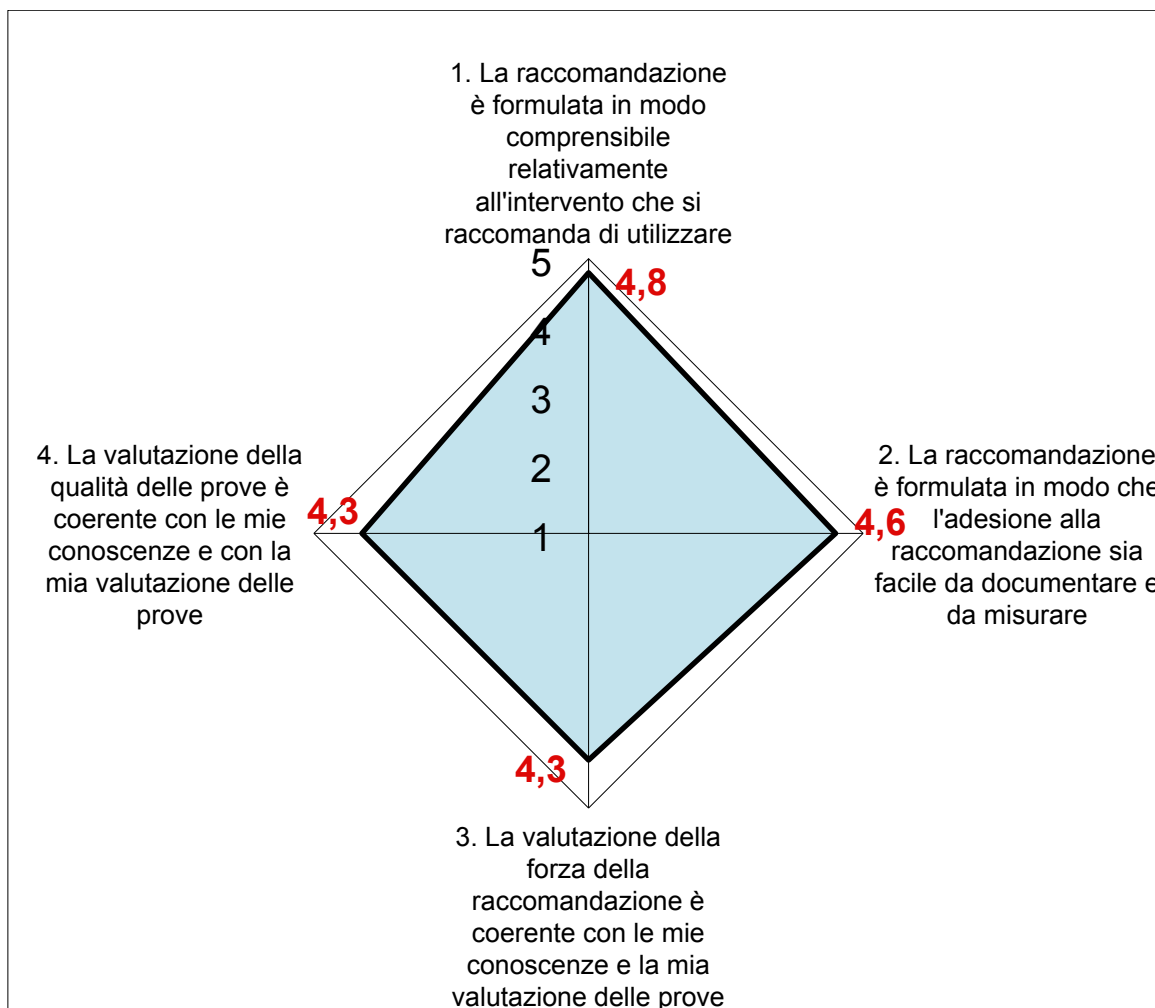 1. La raccomandazione
è formulata in modo
comprensibile
relativamente
all'intervento che si
raccomanda di utilizzare
5
4,8
4
3
2
1
4. La valutazione della
qualità delle prove è
coerente con le mie
conoscenze e con la
mia valutazione delle
prove
4,3
2. La raccomandazione
è formulata in modo che
l'adesione alla
raccomandazione sia
facile da documentare e
da misurare
4,6
4,3
3. La valutazione della
forza della
raccomandazione è
coerente con le mie
conoscenze e la mia
valutazione delle prove